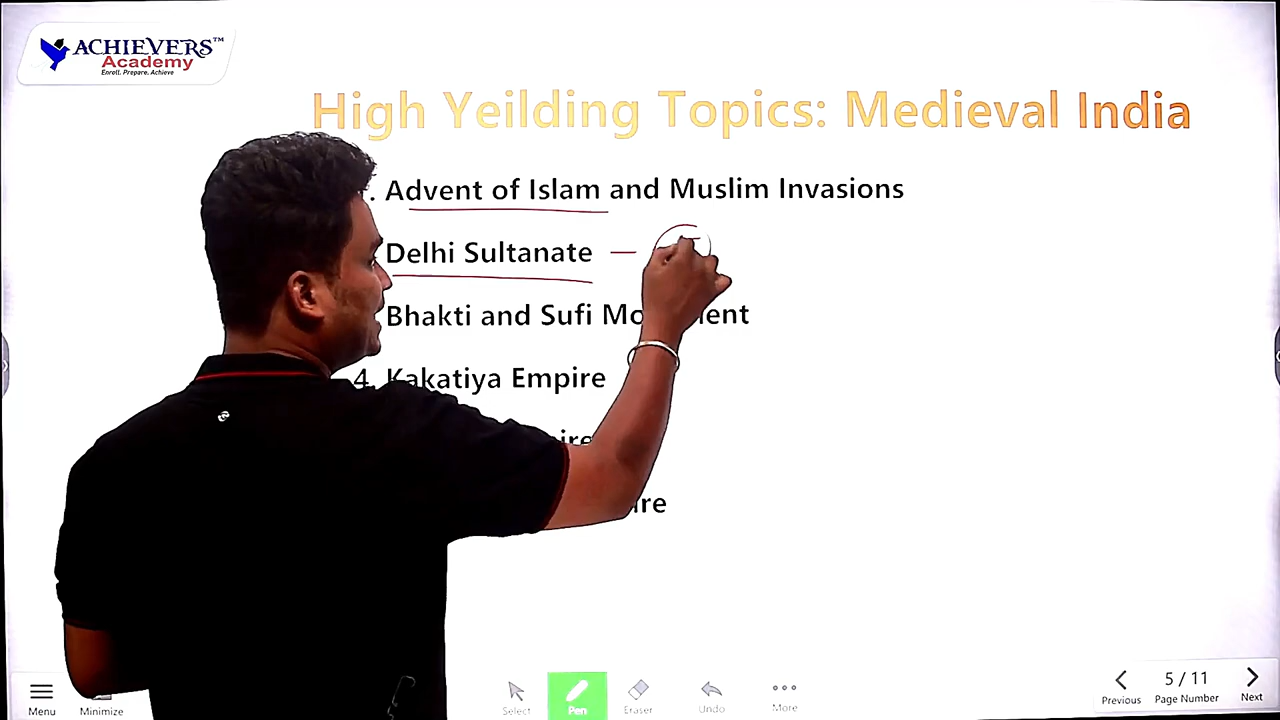 ACHIEVERS™
Academy
Enroll. Prepare. Achieve
High Yeilding Topics: Medieval India
. Advent of Islam and Muslim Invasions
Delhi Sultanate —
Bhakti and Sufi
4. Kakatiya Empire
5 / 11
Menu Minimize Select Pen Eraser Undo More Previous Page Number Next